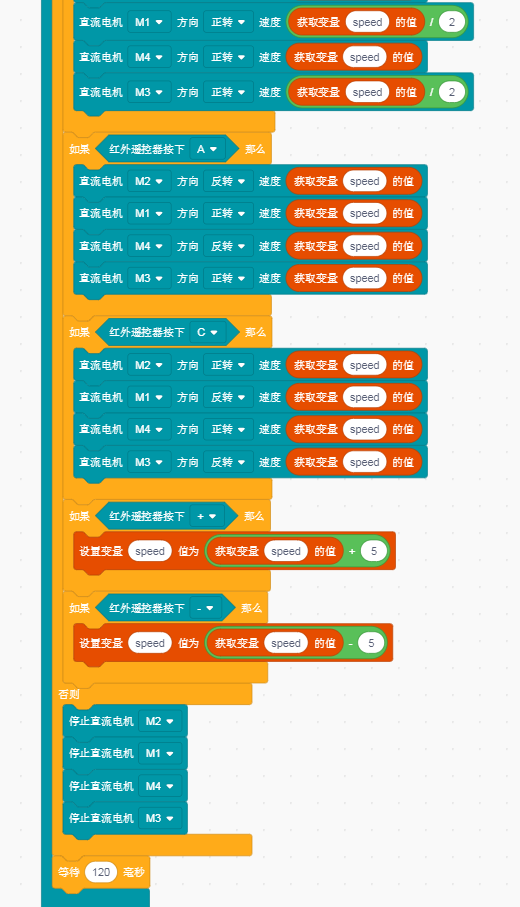 直流电机 M1 方向 正转 速度 获取变量 speed 的值 / 2
直流电机 M4 方向 正转 速度 获取变量 speed 的值
直流电机 M3 方向 正转 速度 获取变量 speed 的值 / 2
如果 红外遥控器按下 A 那么
直流电机 M2 方向 反转 速度 获取变量 speed 的值
直流电机 M1 方向 正转 速度 获取变量 speed 的值
直流电机 M4 方向 反转 速度 获取变量 speed 的值
直流电机 M3 方向 正转 速度 获取变量 speed 的值
如果 红外遥控器按下 C 那么
直流电机 M2 方向 正转 速度 获取变量 speed 的值
直流电机 M1 方向 反转 速度 获取变量 speed 的值
直流电机 M4 方向 正转 速度 获取变量 speed 的值
直流电机 M3 方向 反转 速度 获取变量 speed 的值
如果 红外遥控器按下 + 那么
设置变量 speed 值为 获取变量 speed 的值 + 5
如果 红外遥控器按下 - 那么
设置变量 speed 值为 获取变量 speed 的值 - 5
否则
停止直流电机 M2
停止直流电机 M1
停止直流电机 M4
停止直流电机 M3
等待 120 毫秒